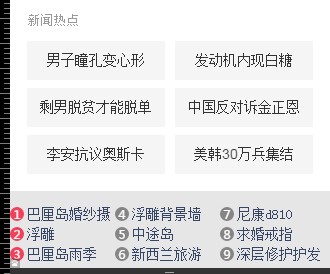 新闻热点
男子瞳孔变心形 发动机内现白糖
剩男脱贫才能脱单 中国反对诉金正恩
李安抗议奥斯卡 美韩30万兵集结
1 巴厘岛婚纱摄 4 浮雕背景墙 7 尼康d810
2 浮雕 5 中途岛 8 求婚戒指
3 巴厘岛雨季 6 新西兰旅游 9 深层修护护发